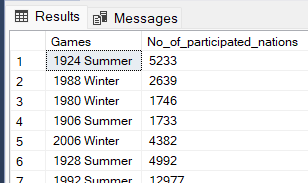 Results Messages
Games No_of_participated_nations
1 1924 Summer 5233
2 1988 Winter 2639
3 1980 Winter 1746
4 1906 Summer 1733
5 2006 Winter 4382
6 1928 Summer 4992
7 1992 Summer 12977